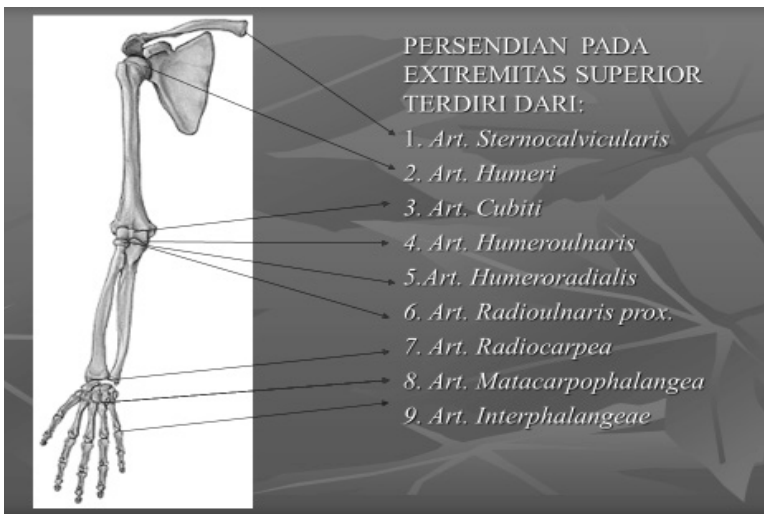 PERSENDIAN PADA
EXTREMITAS SUPERIOR
TERDIRI DARI:
1. Art. Sternocalvicularis
2. Art. Humeri
3. Art. Cubiti
4. Art. Humeroulnaris
5.Art. Humeroradialis
6. Art. Radioulnaris prox.
7. Art. Radiocarpea
8. Art. Matacarpophalangea
9. Art. Interphalangeae